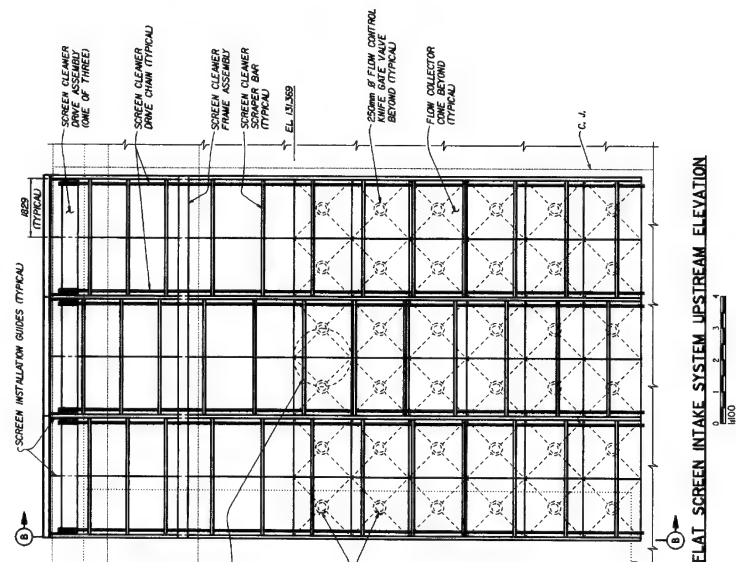 SCREEN INSTALLATION GUIDES (TYPICAL)
1829
(TYPICAL)
SCREEN CLEANER
DRIVE ASSEMBLY
(ONE OF THREE)
SCREEN CLEANER
DRIVE CHAIN (TYPICAL)
SCREEN CLEANER
FRAME ASSEMBLY
SCREEN CLEANER
SCRAPER BAR
(TYPICAL)
EL 131.369
250mm Ø FLOW CONTROL
KNIFE GATE VALVE
BEYOND (TYPICAL)
FLOW COLLECTOR
CONE BEYOND
(TYPICAL)
C. J.
B
B
FLAT SCREEN INTAKE SYSTEM UPSTREAM ELEVATION
0 1 2 3 4
1:100